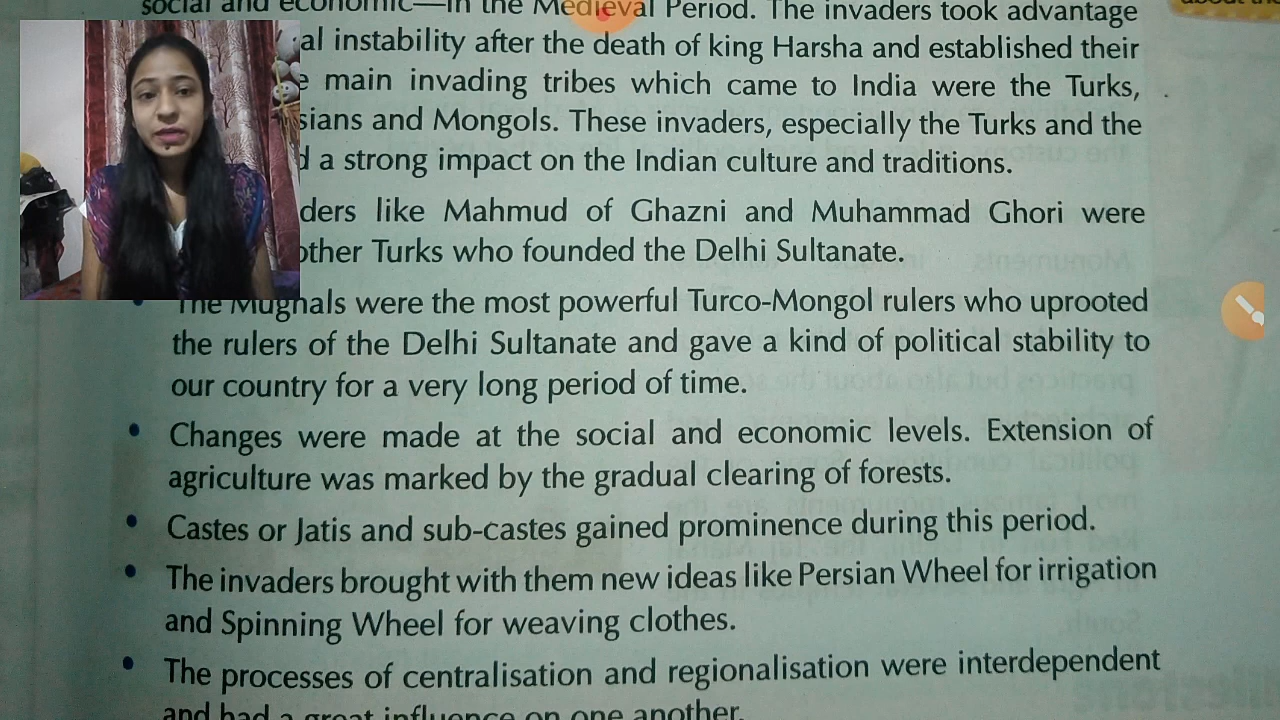 social and economic—in the Medieval Period. The invaders took advantage
al instability after the death of king Harsha and established their
main invading tribes which came to India were the Turks,
sians and Mongols. These invaders, especially the Turks and the
a strong impact on the Indian culture and traditions.
ders like Mahmud of Ghazni and Muhammad Ghori were
other Turks who founded the Delhi Sultanate.
• The Mughals were the most powerful Turco-Mongol rulers who uprooted
the rulers of the Delhi Sultanate and gave a kind of political stability to
our country for a very long period of time.
• Changes were made at the social and economic levels. Extension of
agriculture was marked by the gradual clearing of forests.
• Castes or Jatis and sub-castes gained prominence during this period.
• The invaders brought with them new ideas like Persian Wheel for irrigation
and Spinning Wheel for weaving clothes.
• The processes of centralisation and regionalisation were interdependent
and had a great influence on one another.